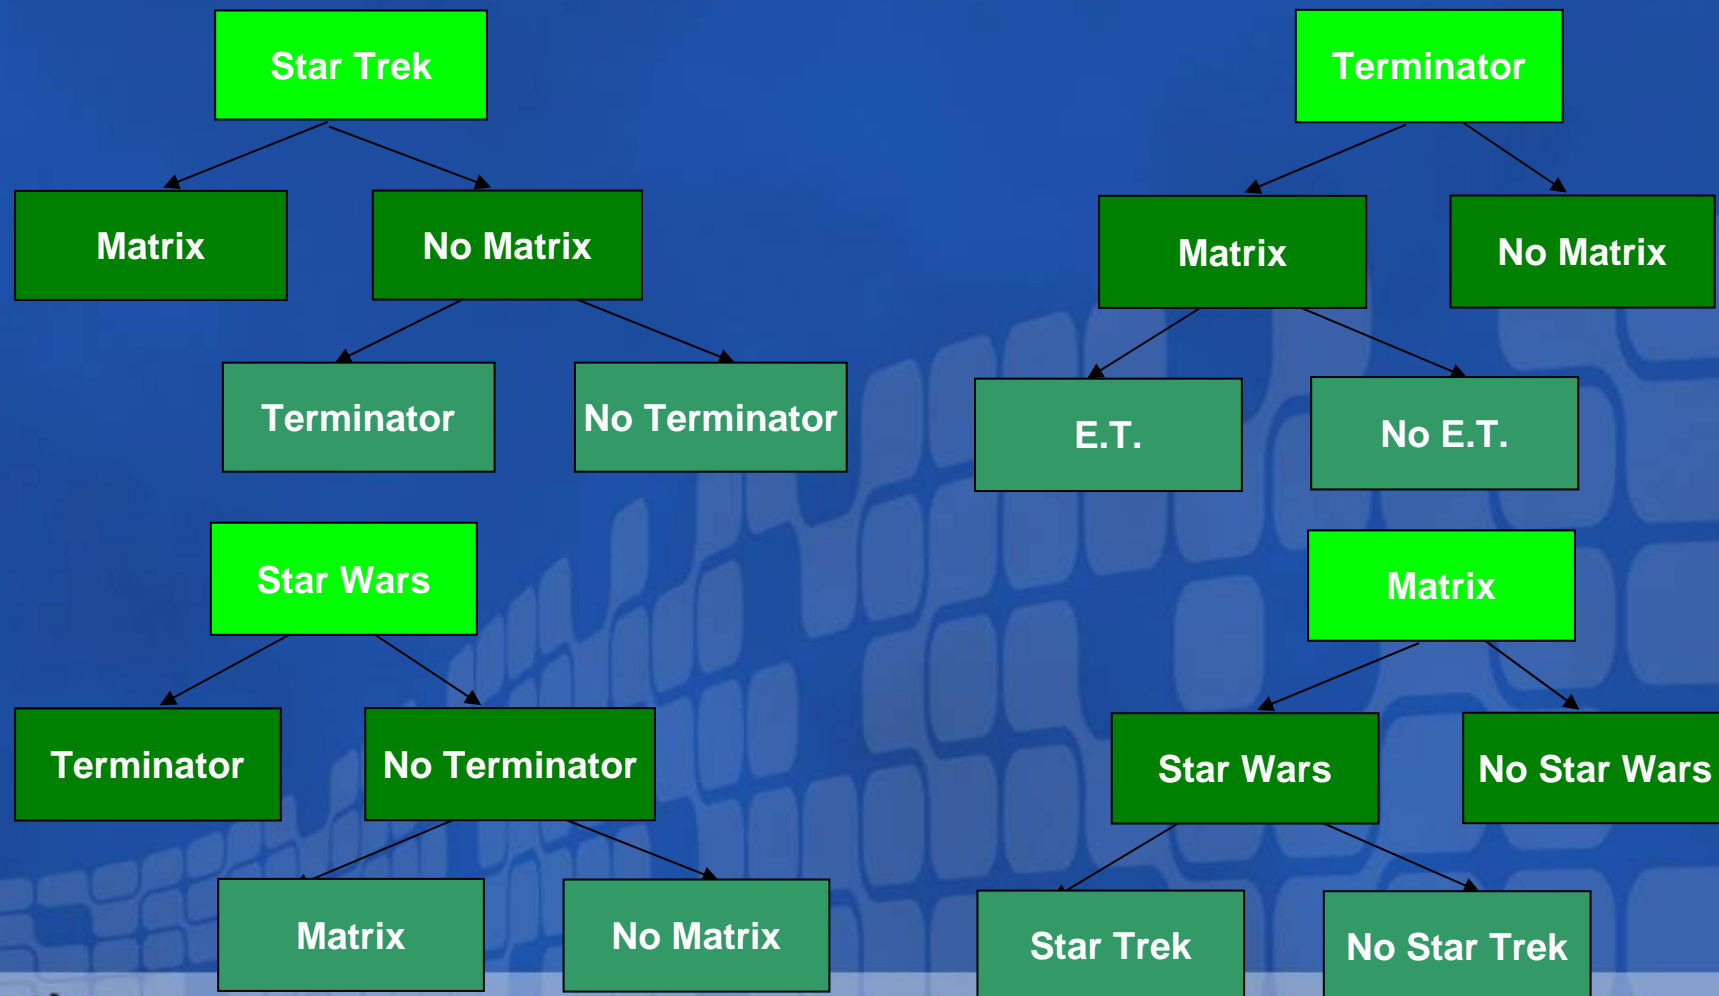 Star Trek
Matrix
No Matrix
Terminator
No Terminator
Terminator
Matrix
No Matrix
E.T.
No E.T.
Star Wars
Terminator
No Terminator
Matrix
No Matrix
Matrix
Star Wars
No Star Wars
Star Trek
No Star Trek